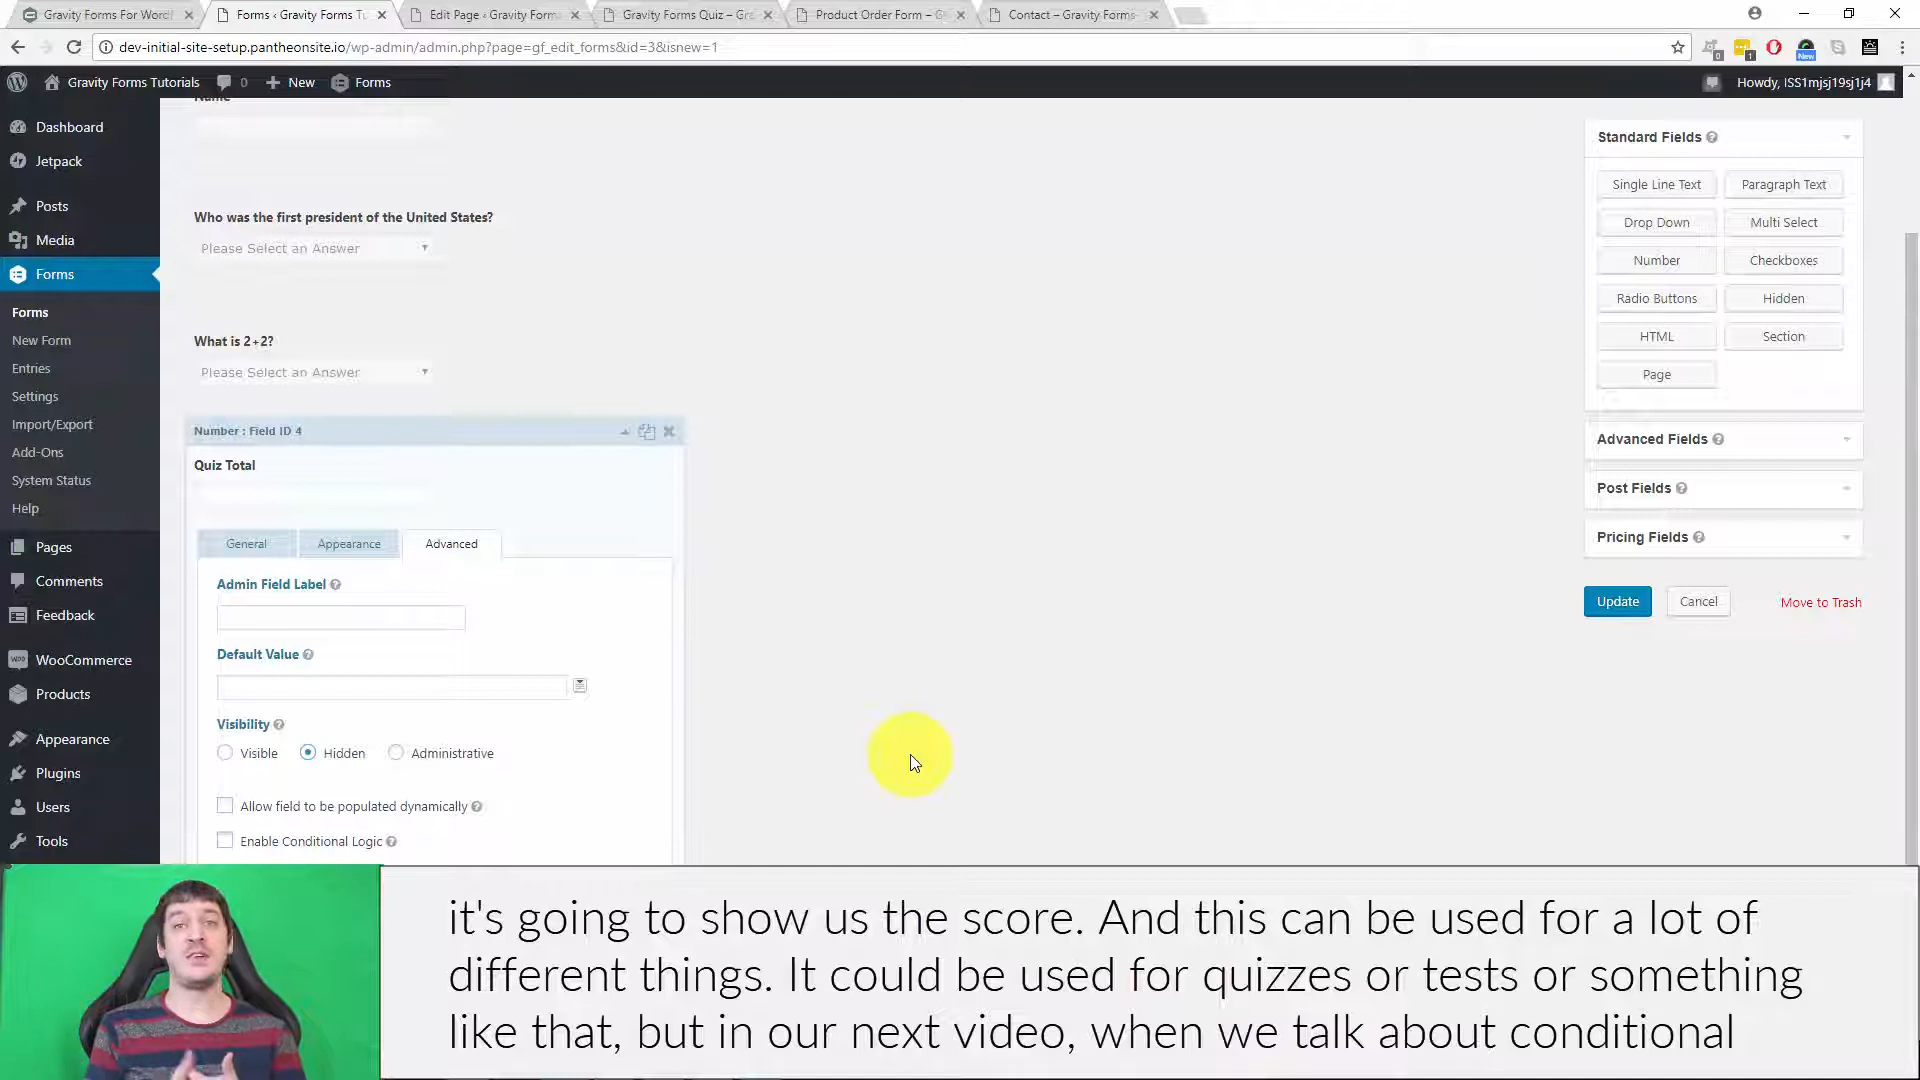 Gravity Forms For Wordl
Forms ‹ Gravity Forms Tu
Edit Page ‹ Gravity Forms
Gravity Forms Quiz – Gra
Product Order Form – G
Contact – Gravity Forms
dev-initial-site-setup.pantheonsite.io/wp-admin/admin.php?page=gf_edit_forms&id=3&isnew=1
Gravity Forms Tutorials
0
New
Forms
Howdy, ISS1mjsj19sj1j4
Dashboard
Jetpack
Posts
Media
Forms
Forms
New Form
Entries
Settings
Import/Export
Add-Ons
System Status
Help
Pages
Comments
Feedback
WooCommerce
Products
Appearance
Plugins
Users
Tools
Name
Who was the first president of the United States?
Please Select an Answer
What is 2+2?
Please Select an Answer
Number : Field ID 4
Quiz Total
General
Appearance
Advanced
Admin Field Label
Default Value
Visibility
Visible
Hidden
Administrative
Allow field to be populated dynamically
Enable Conditional Logic
Standard Fields
Single Line Text
Paragraph Text
Drop Down
Multi Select
Number
Checkboxes
Radio Buttons
Hidden
HTML
Section
Page
Advanced Fields
Post Fields
Pricing Fields
Update
Cancel
Move to Trash
it's going to show us the score. And this can be used for a lot of
different things. It could be used for quizzes or tests or something
like that, but in our next video, when we talk about conditional